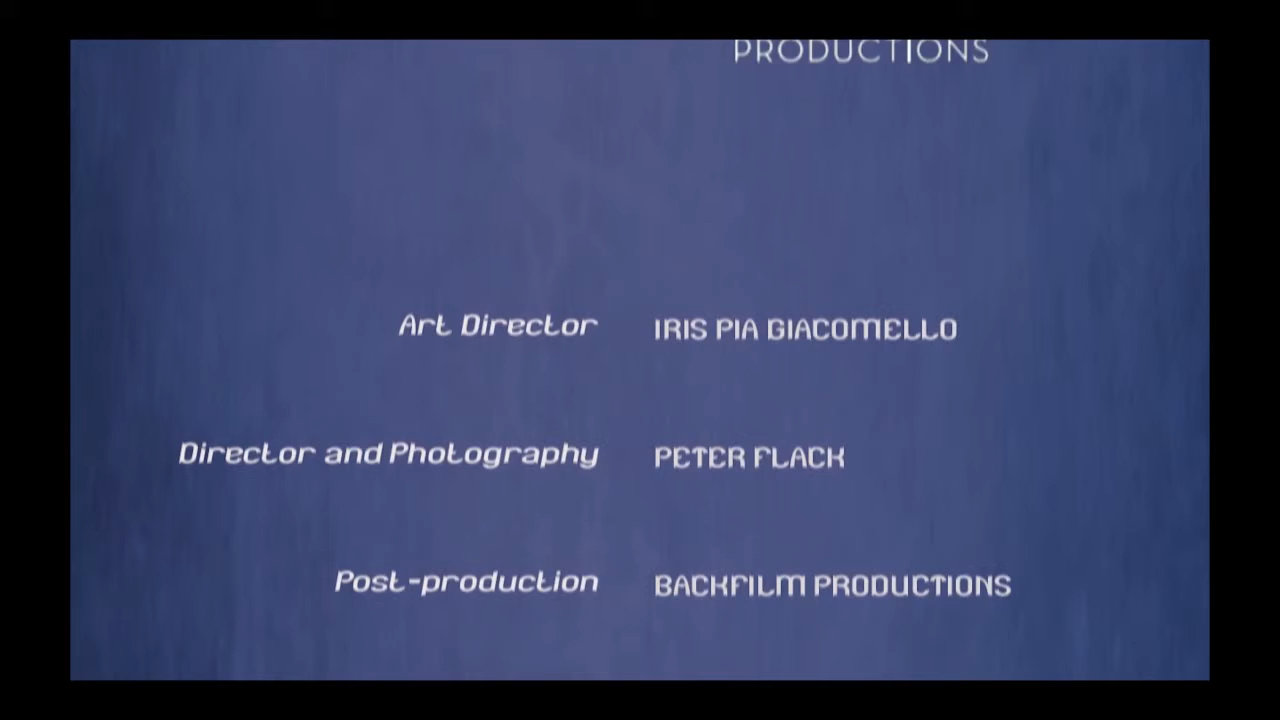 PRODUCTIONS
Art Director IRIS PIA GIACOMELLO
Director and Photography PETER FLACK
Post-production BACKFILM PRODUCTIONS